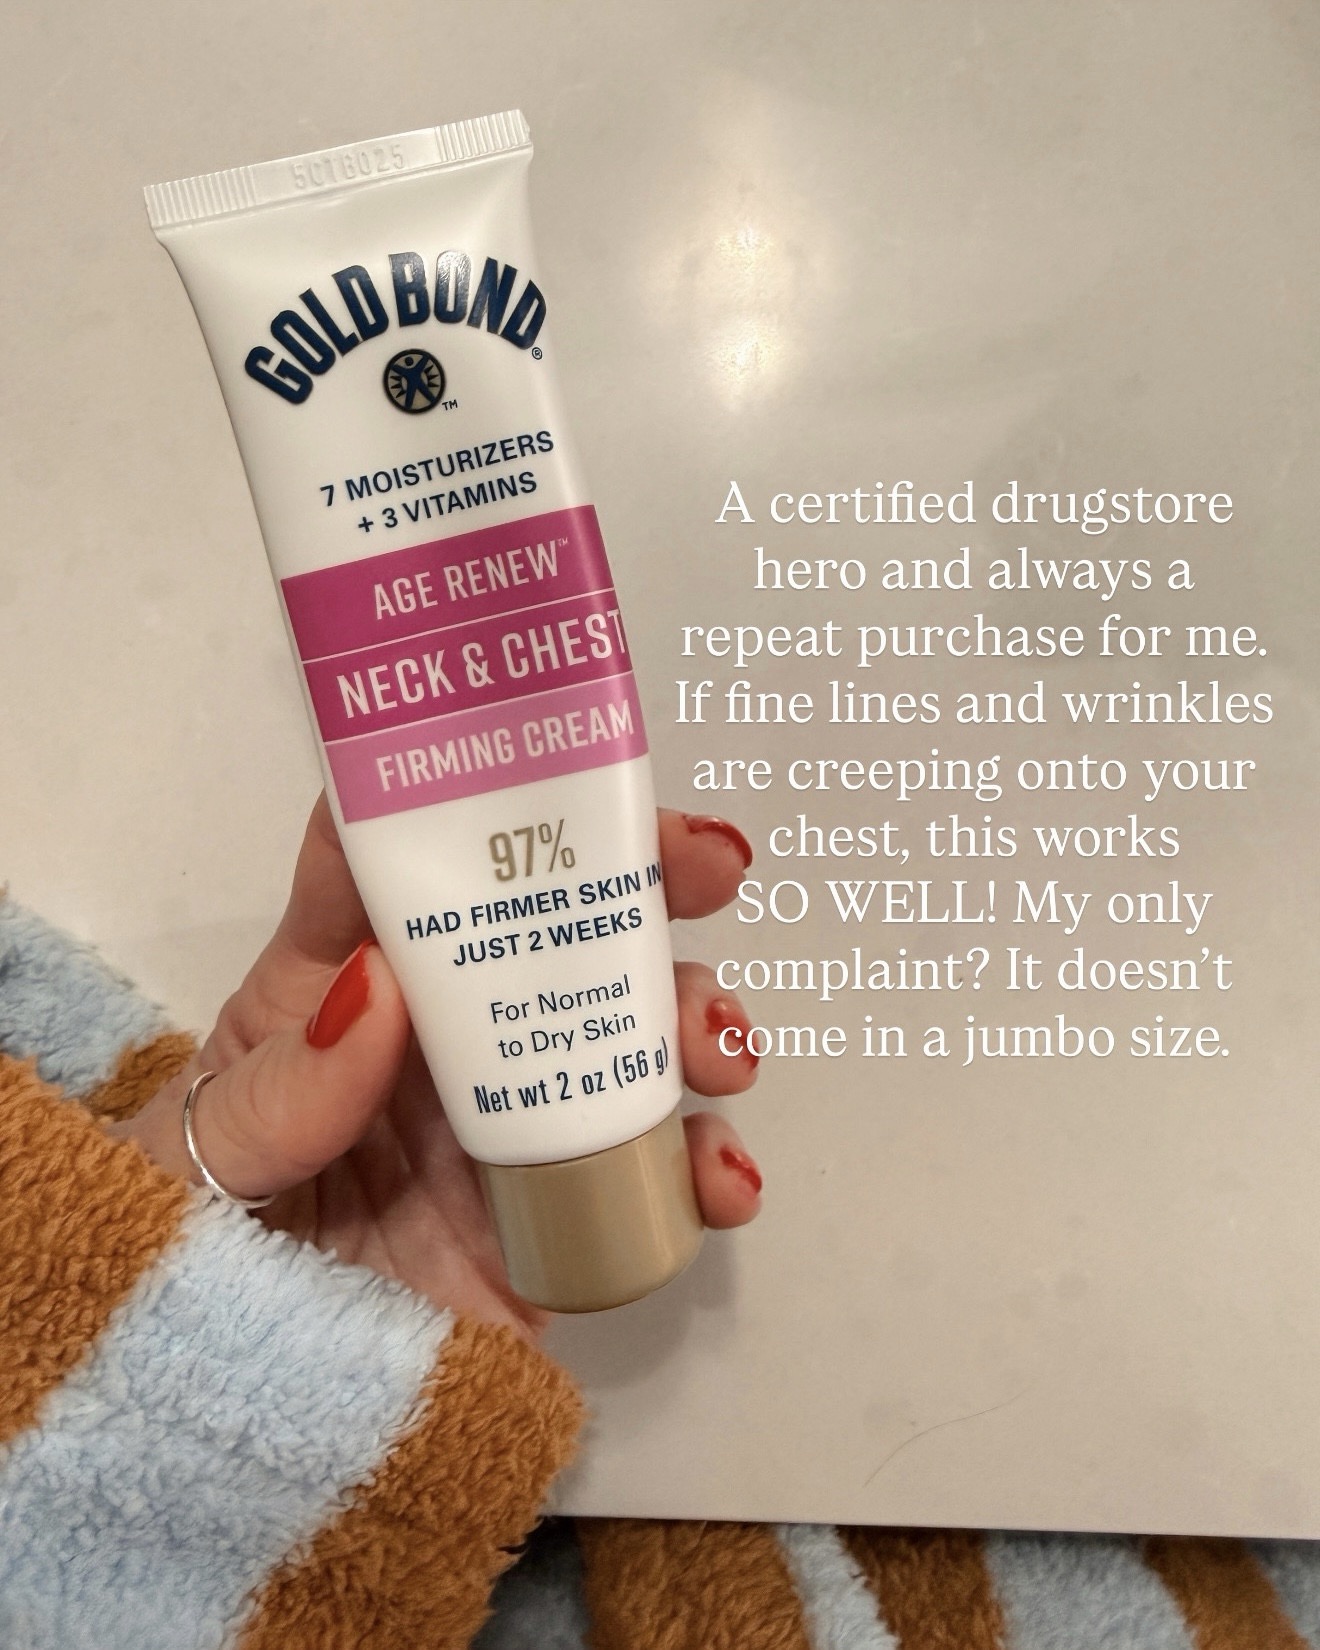 5CTB025
GOLD BOND®
TM
7 MOISTURIZERS
+ 3 VITAMINS
AGE RENEW™
NECK & CHEST
FIRMING CREAM
97%
HAD FIRMER SKIN IN
JUST 2 WEEKS
For Normal
to Dry Skin
Net wt 2 oz (56 g)
A certified drugstore
hero and always a
repeat purchase for me.
If fine lines and wrinkles
are creeping onto your
chest, this works
SO WELL! My only
complaint? It doesn’t
come in a jumbo size.